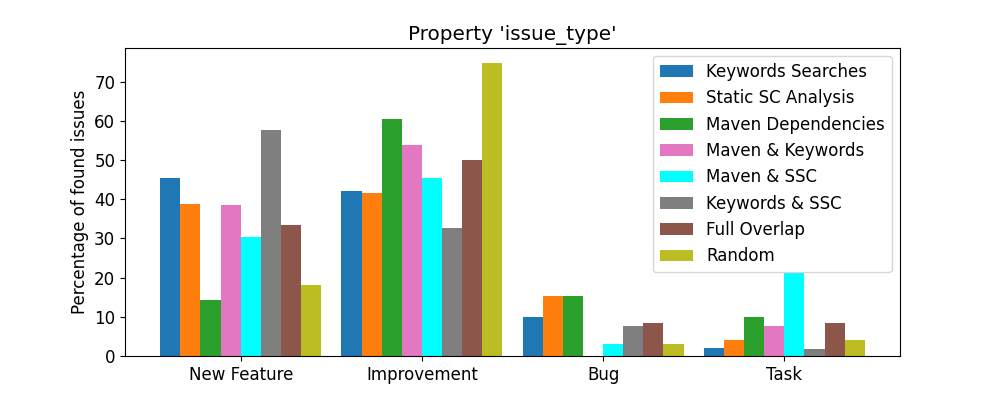 Property 'issue_type'
Percentage of found issues
70
60
50
40
30
20
10
0
New Feature
Improvement
Bug
Task
Keywords Searches
Static SC Analysis
Maven Dependencies
Maven & Keywords
Maven & SSC
Keywords & SSC
Full Overlap
Random